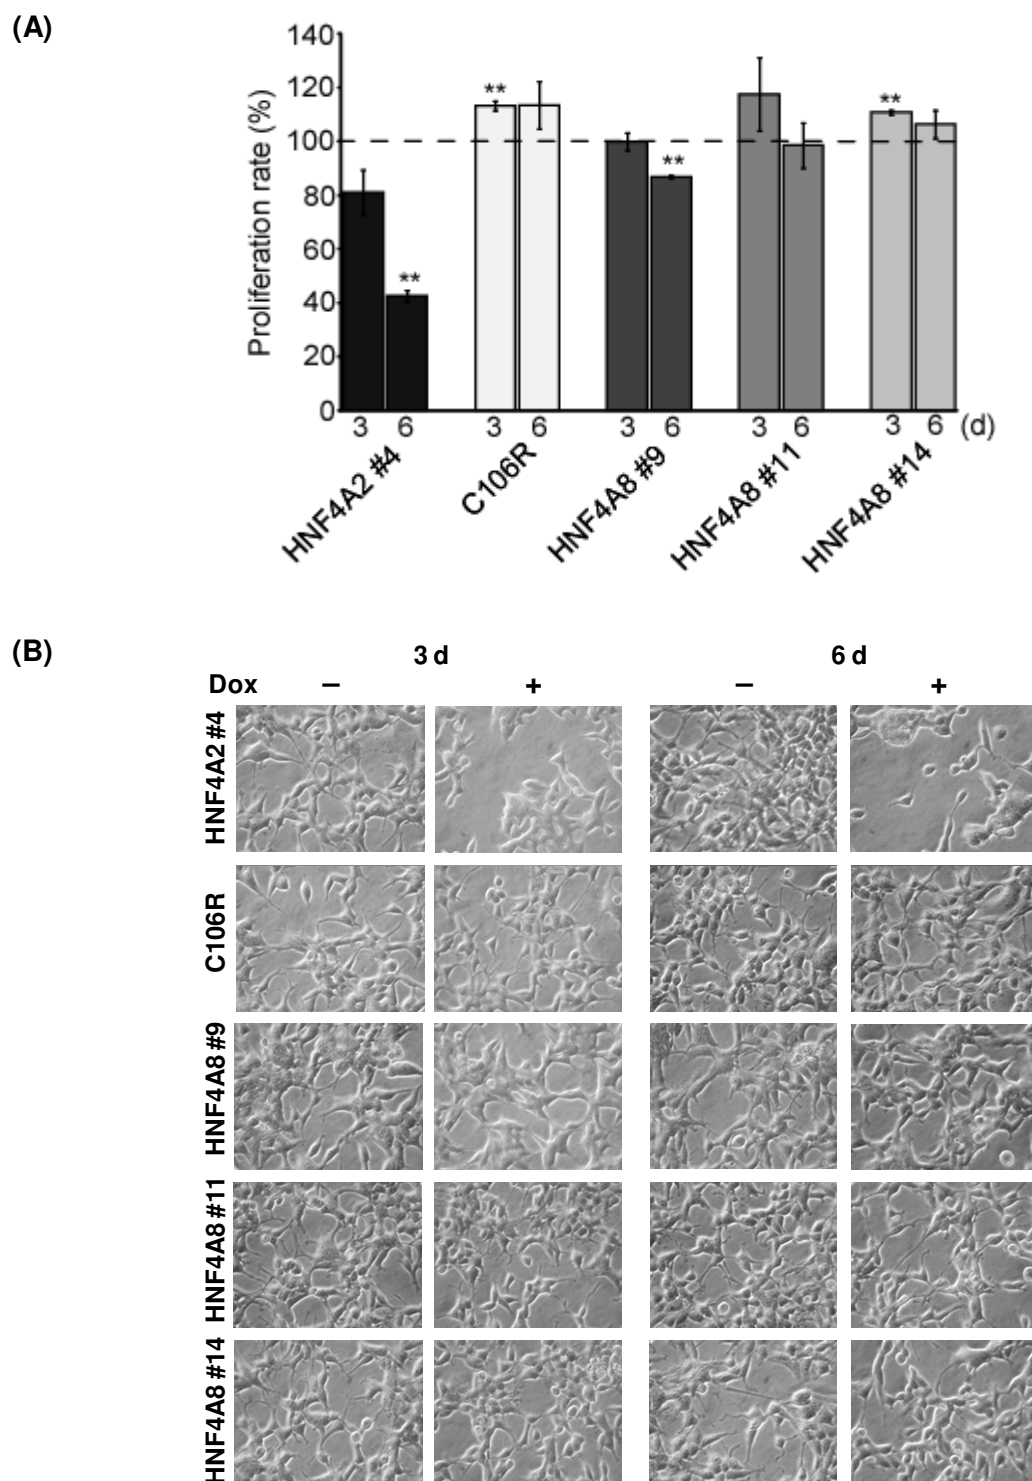 (A)
Proliferation rate (%)
140
120
100
80
60
40
20
0
**
**
**
**
3 6 3 6 3 6 3 6 3 6 (d)
HNF4A2 #4
C106R
HNF4A8 #9
HNF4A8 #11
HNF4A8 #14
(B)
3 d 6 d
Dox – + – +
HNF4A2 #4
C106R
HNF4A8 #9
HNF4A8 #11
HNF4A8 #14